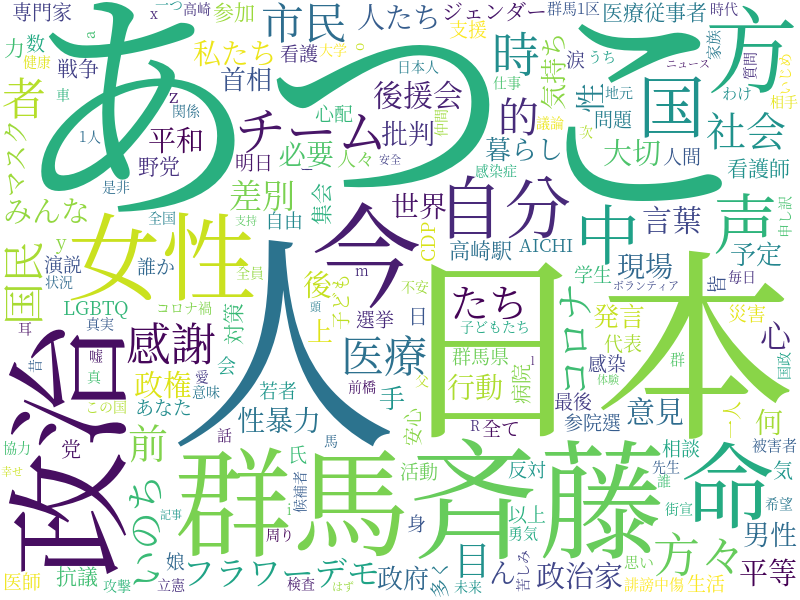 専門家
x
一つ
高崎
参加
市民
人たち
ジェンダー
群馬1区
医療従事者
時代
力
数
a
私たち
看護
支援
家族
ニュース
方
質問
いじめ
健康
車
戦争
z
大学
首相
日本人
o
時
気持ち
涙
うち
地元
わけ
相手
者
関係
心配
後援会
仕事
性
国
あつこ
1人
チーム
批判
仲間
議論
次
的
問題
社会
マスク
平和
必要
人々
安全
暮らし
大切
人間
看護師
野党
明日
感染症
是非
差別
集会
世界
自分
中
言葉
声
申し訳
みんな
全国
自由
支持
CDP
高崎駅
AICHI
予定
国民
y
演説
誰か
全員
m
女性
今
後
子ども
不安
たち
学生
現場
皆
毎日
ボランティア
状況
LGBTQ
コロナ禍
上
選挙
日
子どもたち
コロナ
発言
災害
耳
真実
感謝
対策
頭
人
日本
代表
心
昔
嘘
真
愛
会
医療
群馬県
l
感染
群
国政
政治
この国
意味
政権
若者
前橋
父
手
行動
病院
体験
最後
意見
一人
何
あなた
性暴力
安心
R
全て
参院選
党
協力
前
話
馬
被害者
幸せ
いのち
氏
群馬
斉藤
命
活動
反対
相談
先生
気
記事
i
候補者
身
以上
誰
街宣
希望
周り
勇気
男性
医師
抗議
娘
フラワーデモ
政府
多く
目
ん
苦しみ
政治家
思い
方々
平等
攻撃
立憲
検査
はず
未来
誹謗中傷
生活